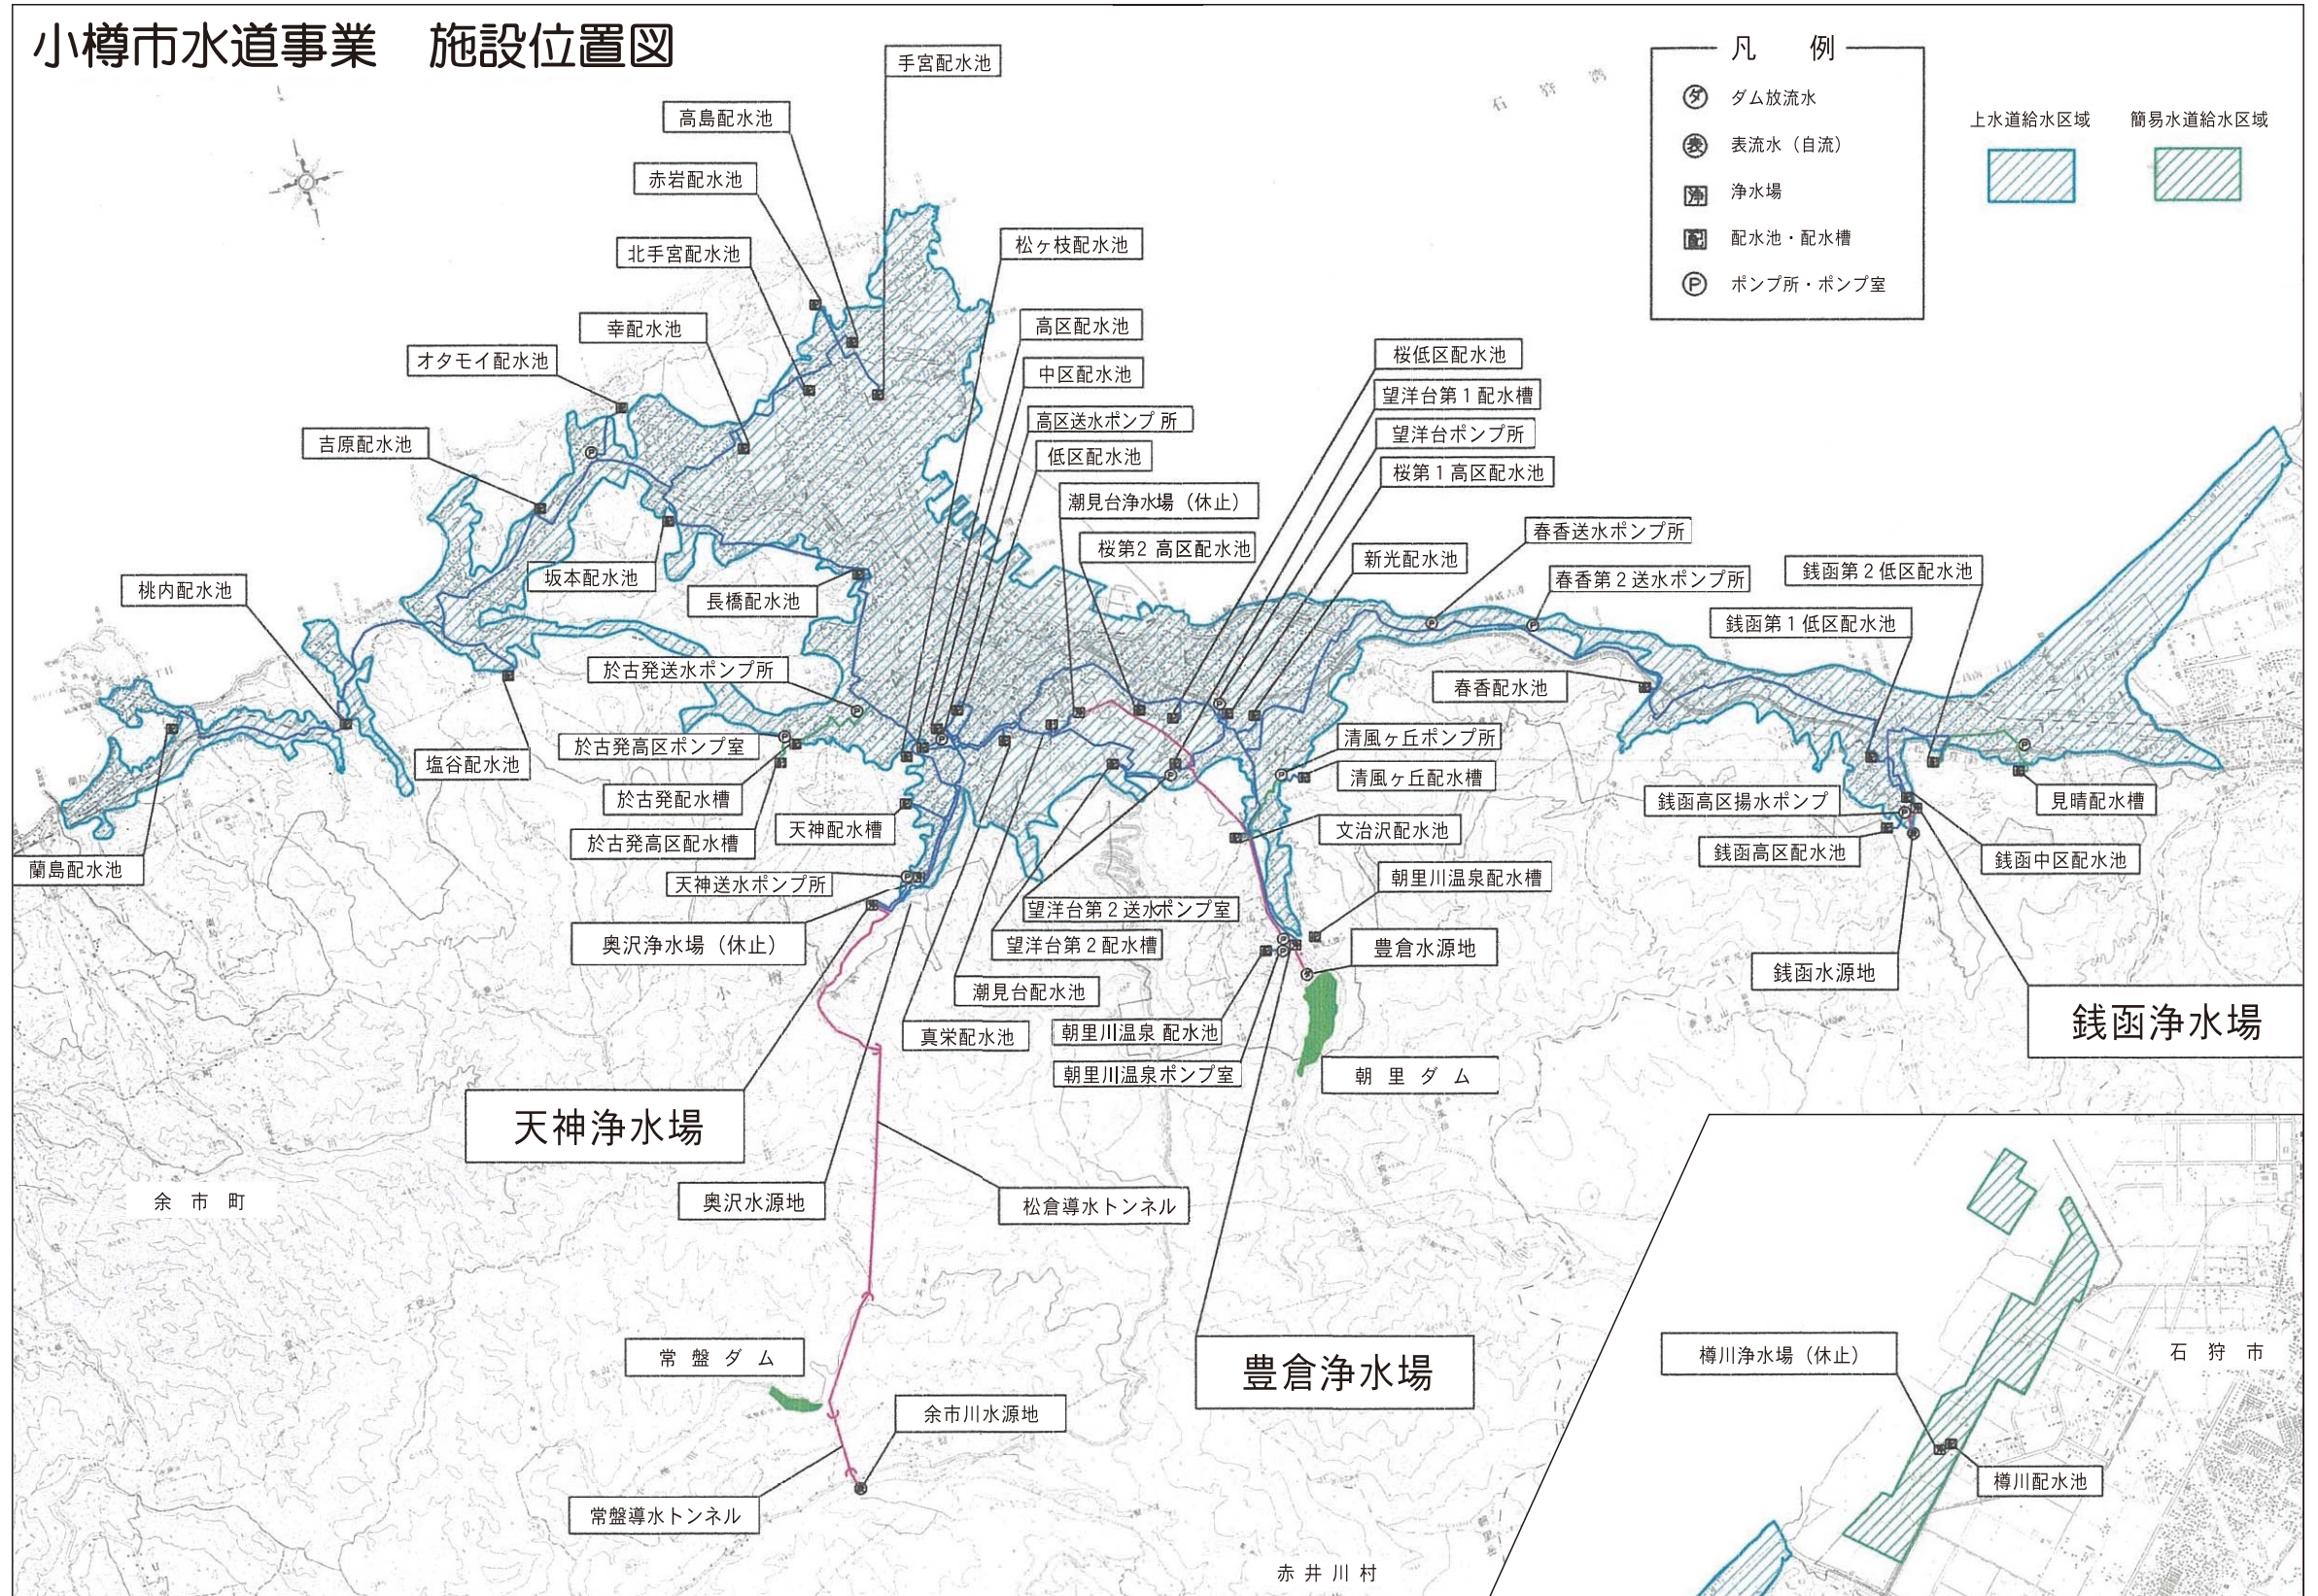 小樽市水道事業　施設位置図
手宮配水池
高島配水池
赤岩配水池
北手宮配水池
幸配水池
オタモイ配水池
吉原配水池
桃内配水池
坂本配水池
長橋配水池
松ヶ枝配水池
高区配水池
中区配水池
高区送水ポンプ所
低区配水池
潮見台浄水場（休止）
桜第2高区配水池
桜低区配水池
望洋台第1配水槽
望洋台ポンプ所
桜第1高区配水池
新光配水池
春香送水ポンプ所
春香第2送水ポンプ所
銭函第2低区配水池
銭函第1低区配水池
石狩湾
凡　例
ダ ダム放流水
表 表流水（自流）
浄 浄水場
配 配水池・配水槽
P ポンプ所・ポンプ室
上水道給水区域
簡易水道給水区域
於古発送水ポンプ所
於古発高区ポンプ室
於古発配水槽
於古発高区配水槽
塩谷配水池
蘭島配水池
天神配水槽
天神送水ポンプ所
奥沢浄水場（休止）
春香配水池
清風ヶ丘ポンプ所
清風ヶ丘配水槽
文治沢配水池
朝里川温泉配水槽
豊倉水源地
望洋台第2送水ポンプ室
望洋台第2配水槽
潮見台配水池
真栄配水池
朝里川温泉 配水池
朝里川温泉ポンプ室
朝里ダム
銭函高区揚水ポンプ
銭函高区配水池
見晴配水槽
銭函中区配水池
銭函水源地
銭函浄水場
天神浄水場
奥沢水源地
松倉導水トンネル
余市町
常盤ダム
余市川水源地
常盤導水トンネル
豊倉浄水場
赤井川村
樽川浄水場（休止）
樽川配水池
石狩市